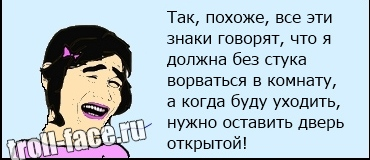 Так, похоже, все эти
знаки говорят, что я
должна без стука
ворваться в комнату,
а когда буду уходить,
нужно оставить дверь
открытой!
troll-face.ru